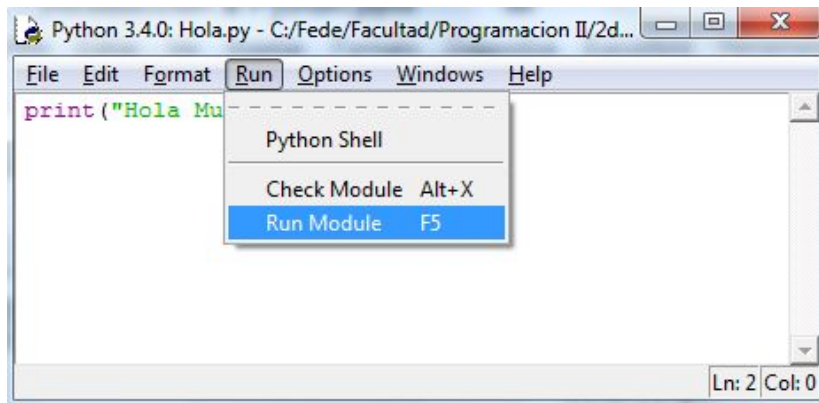 Python 3.4.0: Hola.py - C:/Fede/Facultad/Programacion II/2d...
File Edit Format Run Options Windows Help
print("Hola Mu
Python Shell
Check Module Alt+X
Run Module F5
Ln: 2 Col: 0